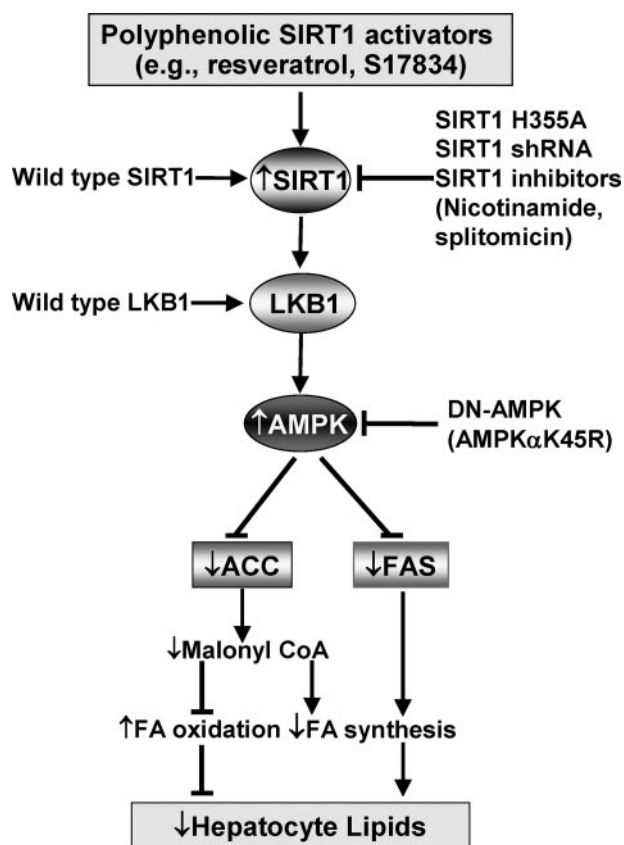 Polyphenolic SIRT1 activators
(e.g., resveratrol, S17834)
SIRT1 H355A
SIRT1 shRNA
SIRT1 inhibitors
(Nicotinamide,
splitomicin)
Wild type SIRT1
↑SIRT1
Wild type LKB1
LKB1
↑AMPK
DN-AMPK
(AMPKαK45R)
↓ACC
↓FAS
↓Malonyl CoA
↑FA oxidation
↓FA synthesis
↓Hepatocyte Lipids